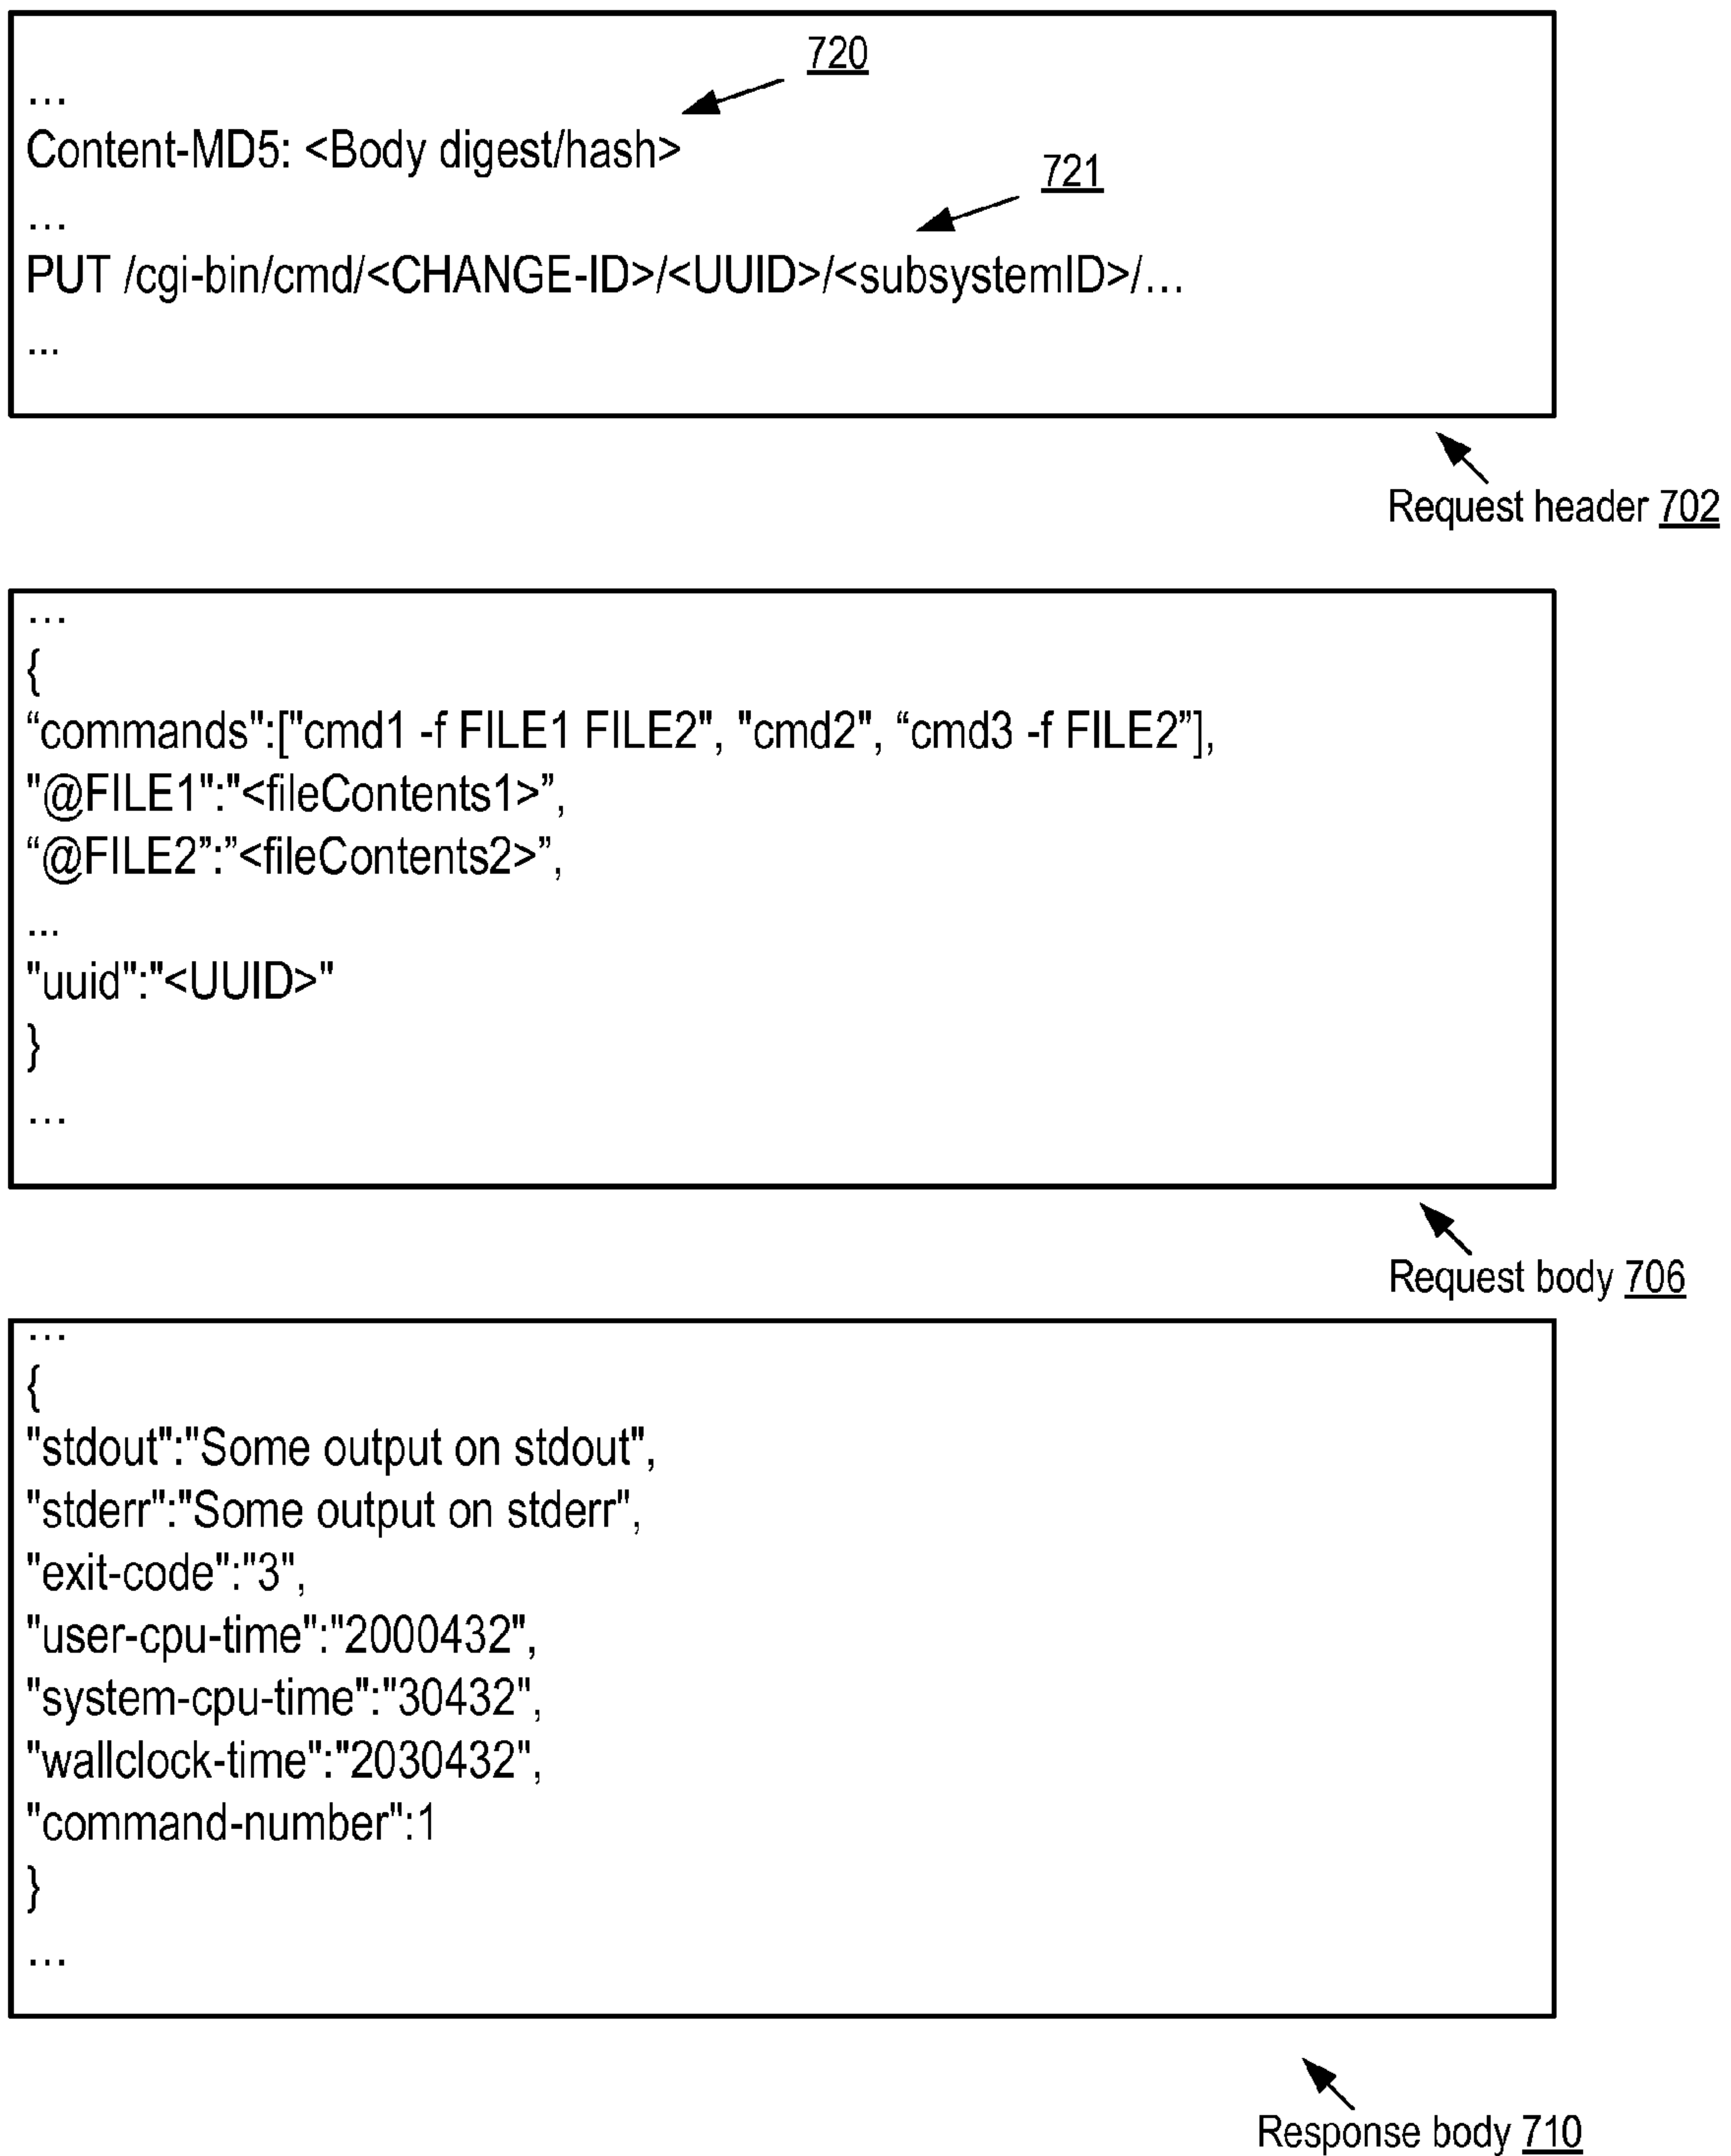 720
…
Content-MD5: <Body digest/hash>
721
…
PUT /cgi-bin/cmd/<CHANGE-ID>/<UUID>/<subsystemID>/…
...
Request header 702
…
{
“commands":["cmd1 -f FILE1 FILE2", "cmd2", “cmd3 -f FILE2”],
"@FILE1":"<fileContents1>”,
“@FILE2”:”<fileContents2>”,
...
"uuid":"<UUID>"
}
…
Request body 706
…
{
"stdout":"Some output on stdout",
"stderr":"Some output on stderr",
"exit-code":"3",
"user-cpu-time":"2000432",
"system-cpu-time":"30432",
"wallclock-time":"2030432",
"command-number":1
}
…
Response body 710